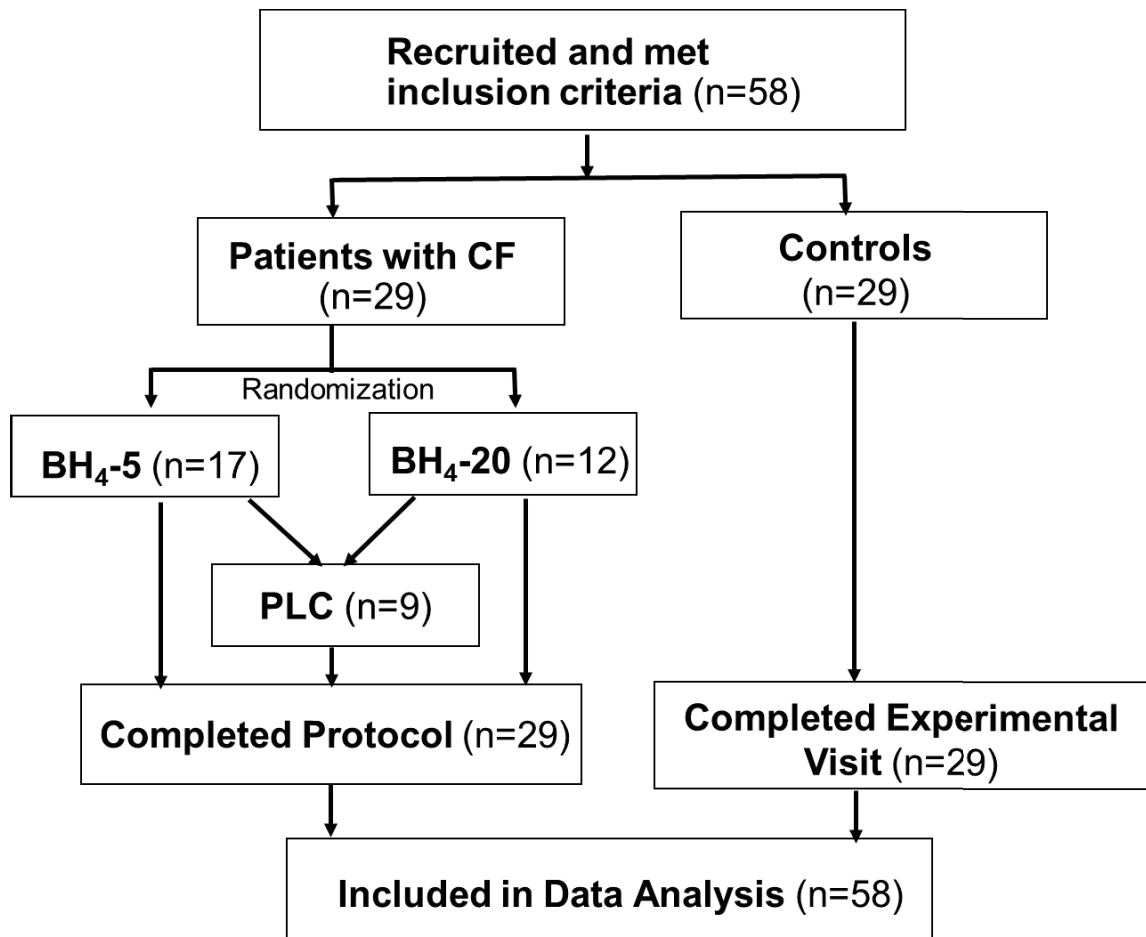 Recruited and met
inclusion criteria (n=58)
Patients with CF
(n=29)
Controls
(n=29)
Randomization
BH₄-5 (n=17)
BH₄-20 (n=12)
PLC (n=9)
Completed Protocol (n=29)
Completed Experimental
Visit (n=29)
Included in Data Analysis (n=58)